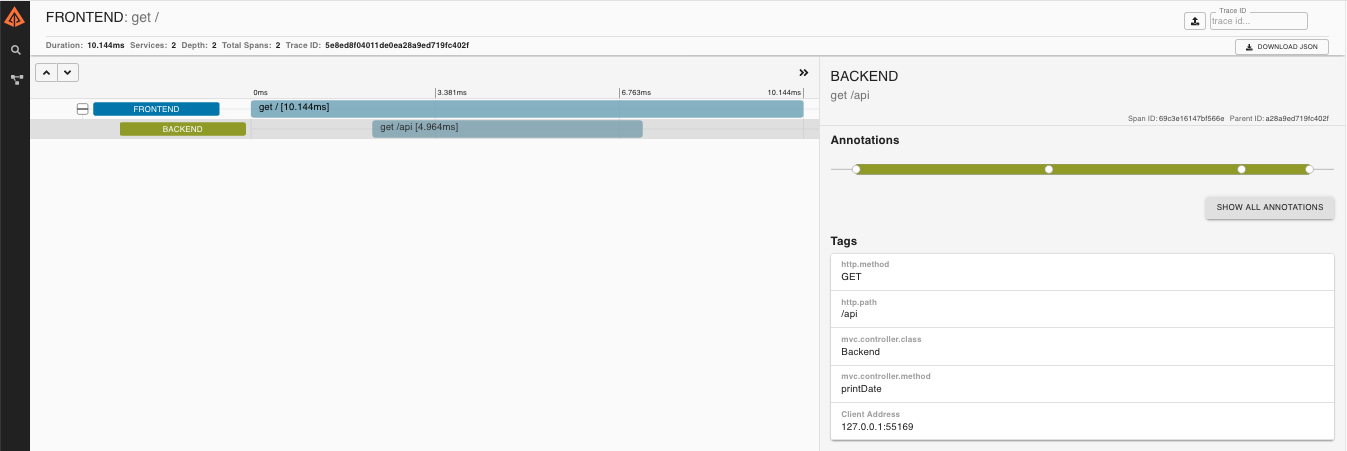 FRONTEND: get /
Trace ID
trace id...
Duration: 10.144ms Services: 2 Depth: 2 Total Spans: 2 Trace ID: 5e8ed8f04011de0ea28a9ed719fc402f
DOWNLOAD JSON
0ms 3.381ms 6.763ms 10.144ms
FRONTEND get / [10.144ms]
BACKEND get /api [4.964ms]
BACKEND
get /api
Span ID: 69c3e16147bf566e Parent ID: a28a9ed719fc402f
Annotations
SHOW ALL ANNOTATIONS
Tags
http.method
GET
http.path
/api
mvc.controller.class
Backend
mvc.controller.method
printDate
Client Address
127.0.0.1:55169